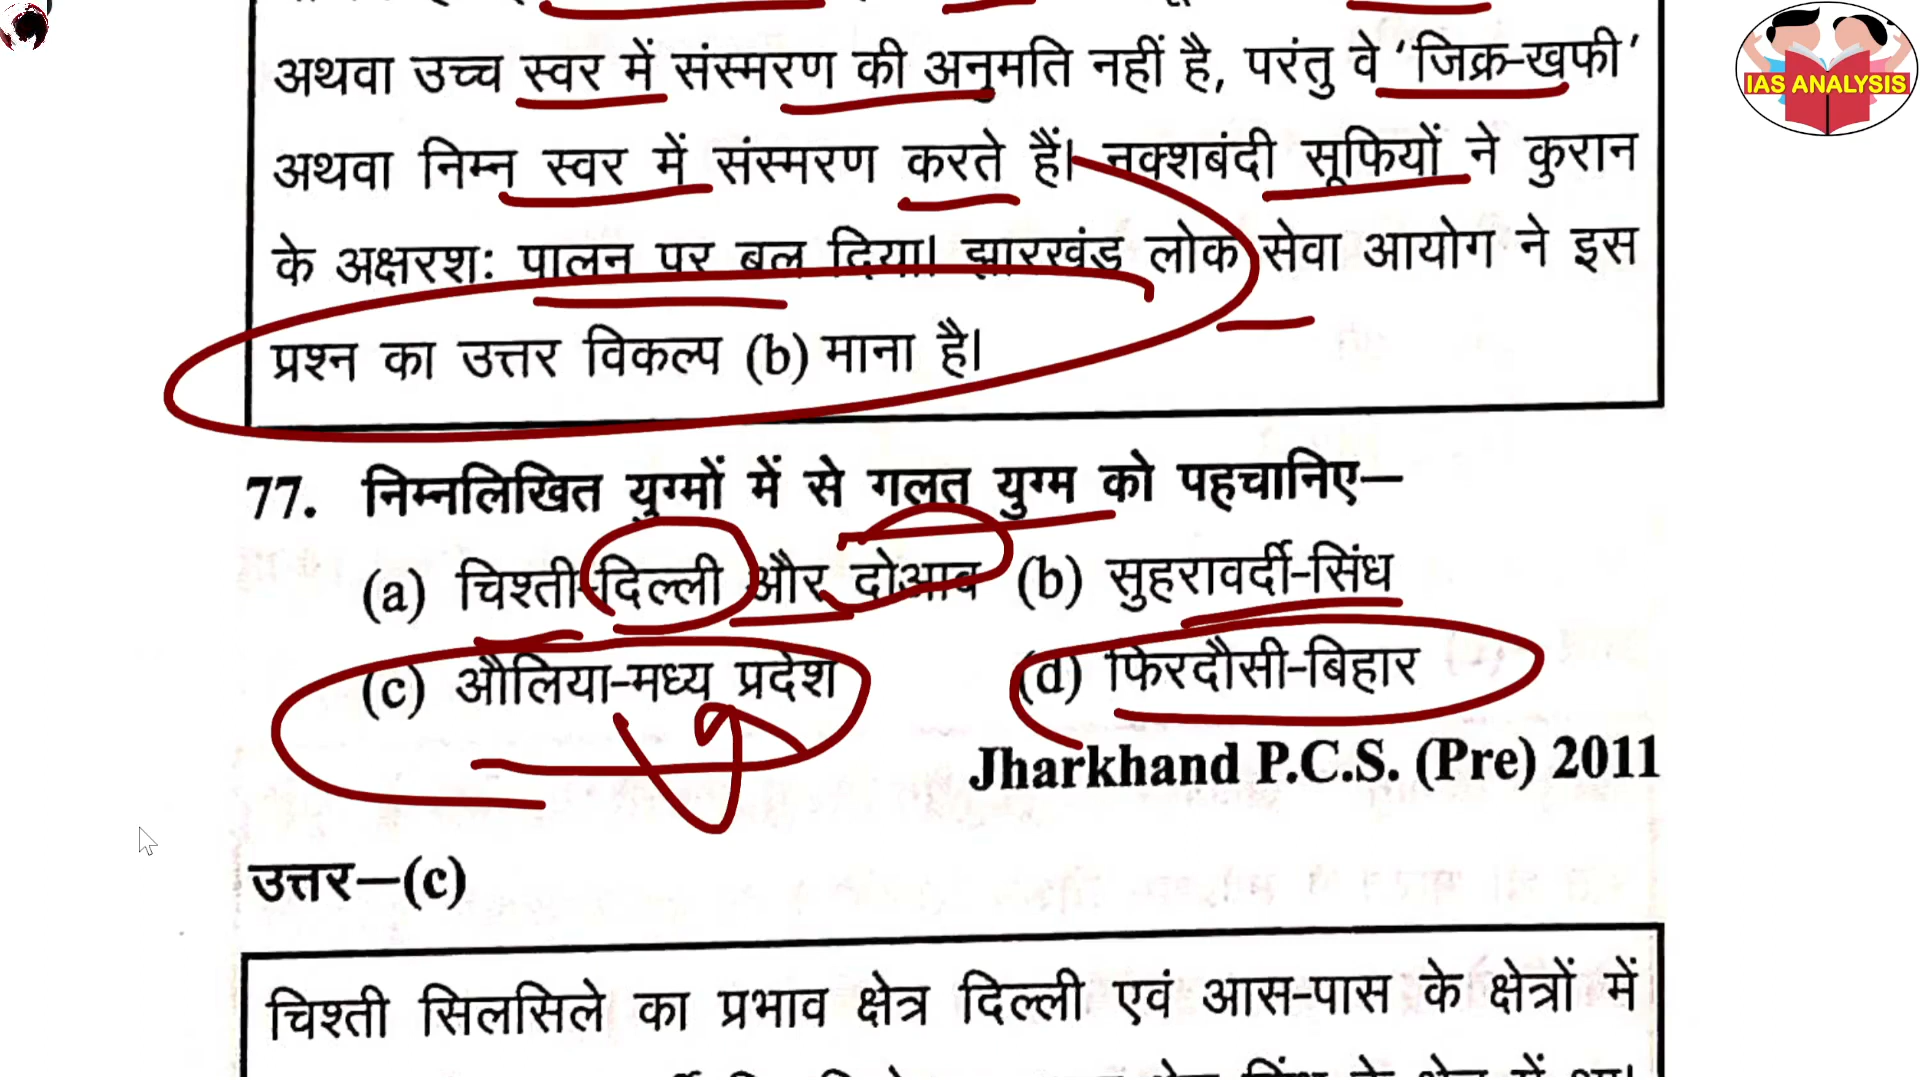 IAS ANALYSIS
अथवा उच्च स्वर में संस्मरण की अनुमति नहीं है, परंतु वे 'जिक्र-खफी'
अथवा निम्न स्वर में संस्मरण करते हैं। नक्शबंदी सूफियों ने कुरान
के अक्षरशः पालन पर बल दिया। झारखंड लोक सेवा आयोग ने इस
प्रश्न का उत्तर विकल्प (b) माना है।
77. निम्नलिखित युग्मों में से गलत युग्म को पहचानिए—
(a) चिश्ती-दिल्ली और दोआब (b) सुहरावर्दी-सिंध
(c) औलिया-मध्य प्रदेश (d) फिरदौसी-बिहार
Jharkhand P.C.S. (Pre) 2011
उत्तर—(c)
चिश्ती सिलसिले का प्रभाव क्षेत्र दिल्ली एवं आस-पास के क्षेत्रों में